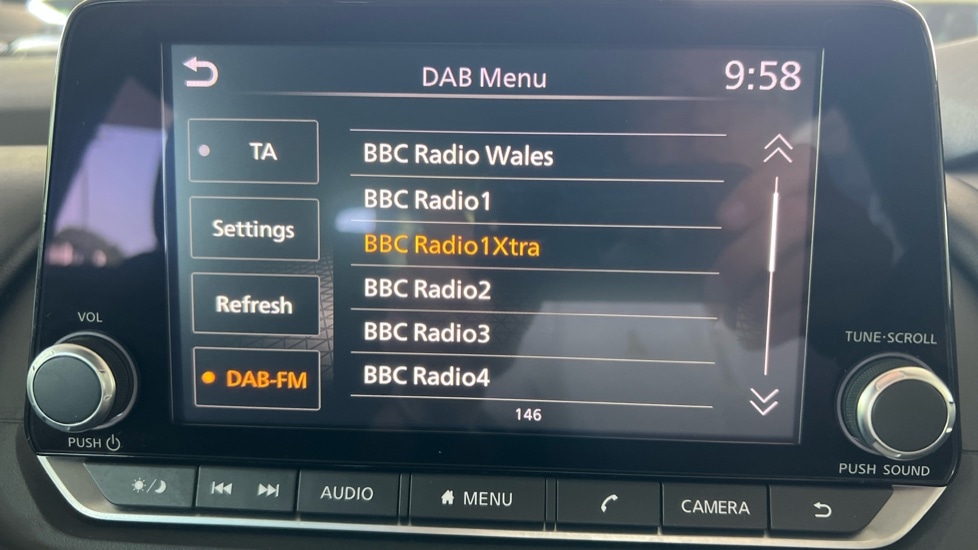 DAB Menu
9:58
TA
Settings
Refresh
DAB-FM
BBC Radio Wales
BBC Radio1
BBC Radio1Xtra
BBC Radio2
BBC Radio3
BBC Radio4
146
VOL
PUSH
TUNE·SCROLL
PUSH SOUND
AUDIO
MENU
CAMERA